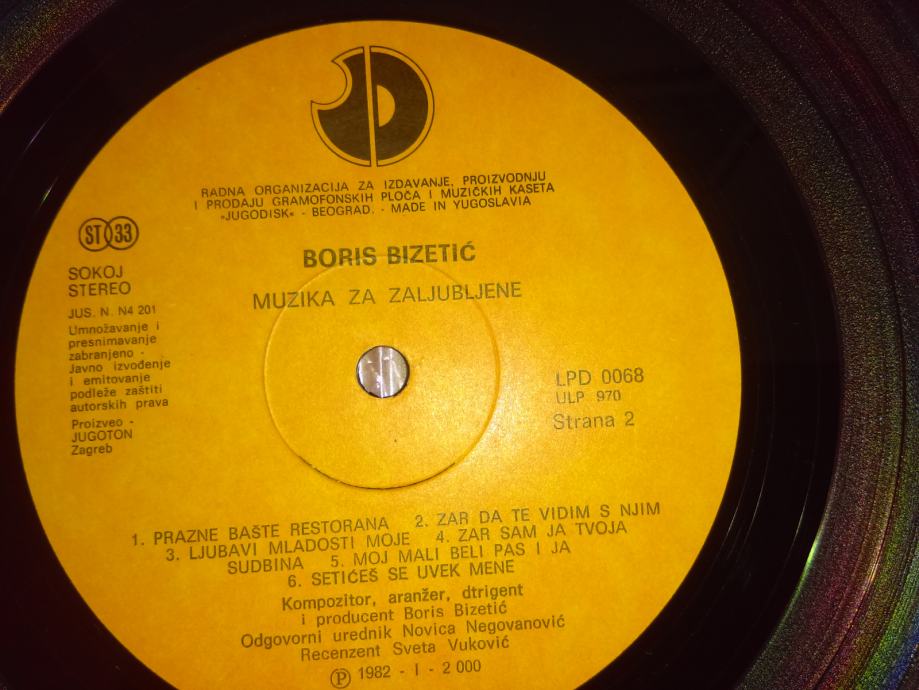 RADNA ORGANIZACIJA ZA IZDAVANJE, PROIZVODNJU
I PRODAJU GRAMOFONSKIH PLOČA I MUZIČKIH KASETA
»JUGODISK« - BEOGRAD. - MADE IN YUGOSLAVIA
ST 33
SOKOJ
STEREO
JUS. N. N4 201
Umnožavanje i
presnimavanje
zabranjeno -
Javno izvođenje
i emitovanje
podleže zaštiti
autorskih prava
Proizveo -
JUGOTON
Zagreb
BORIS BIZETIĆ
MUZIKA ZA ZALJUBLJENE
LPD 0068
ULP 970
Strana 2
1. PRAZNE BAŠTE RESTORANA 2. ZAR DA TE VIDIM S NJIM
3. LJUBAVI MLADOSTI MOJE 4. ZAR SAM JA TVOJA
SUDBINA 5. MOJ MALI BELI PAS I JA
6. SETIĆEŠ SE UVEK MENE
Kompozitor, aranžer, dtrigent
i producent Boris Bizetić
Odgovorni urednik Novica Negovanović
Recenzent Sveta Vuković
Ⓟ 1982 - I - 2 000